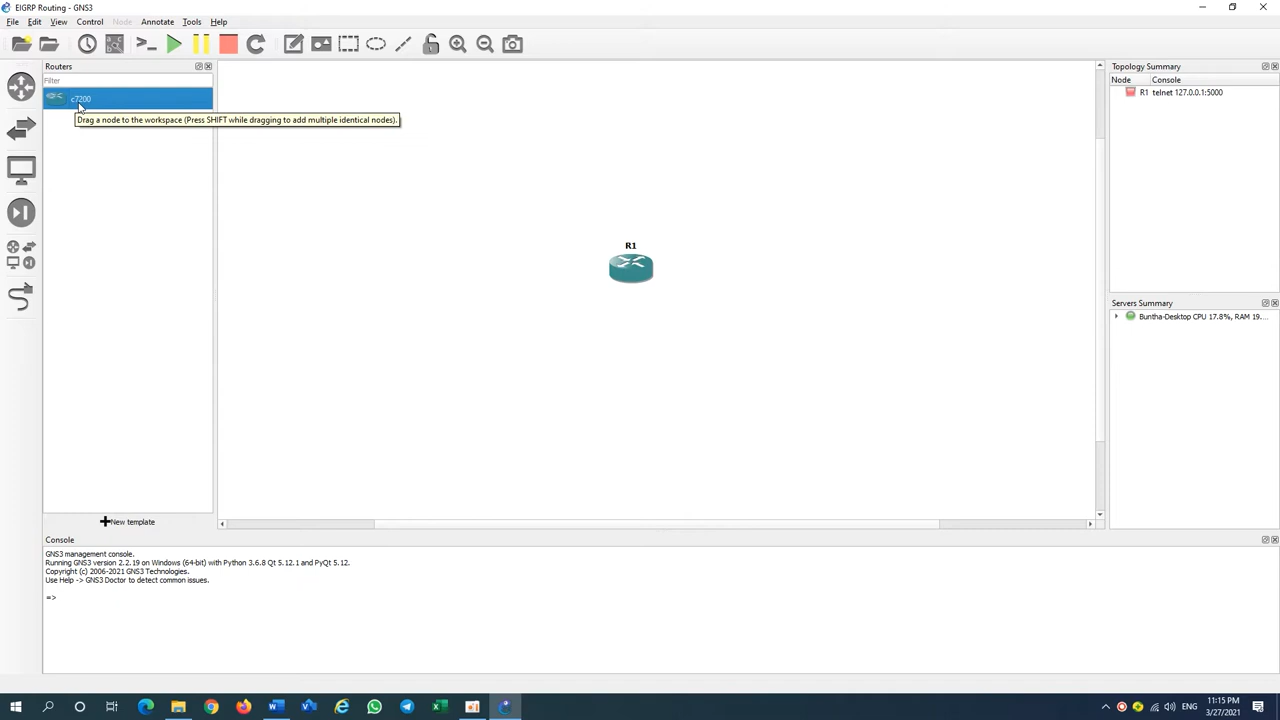 EIGRP Routing - GNS3
File Edit View Control Node Annotate Tools Help
Routers
Filter
c7200
Drag a node to the workspace (Press SHIFT while dragging to add multiple identical nodes).
New template
R1
Topology Summary
Node Console
R1 telnet 127.0.0.1:5000
Servers Summary
Buntha-Desktop CPU 17.8%, RAM 19....
Console
GNS3 management console.
Running GNS3 version 2.2.19 on Windows (64-bit) with Python 3.6.8 Qt 5.12.1 and PyQt 5.12.
Copyright (c) 2006-2021 GNS3 Technologies.
Use Help -> GNS3 Doctor to detect common issues.
=>
ENG
11:15 PM
3/27/2021